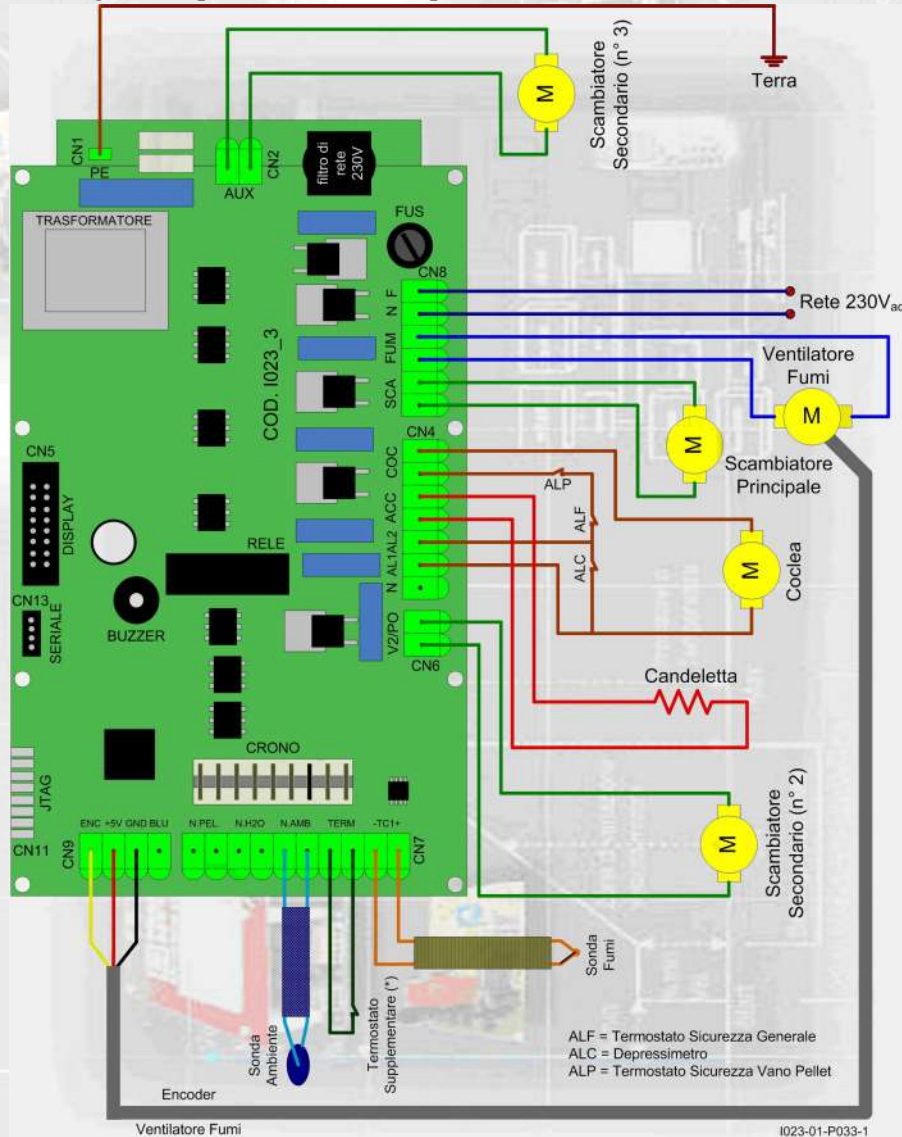 Scambiatore
Secondario (n° 3)
M
Terra
CN1
PE
AUX
CN2
filtro di
rete
230V
TRASFORMATORE
FUS
CN8
F
N
FUM
SCA
Rete 230Vac
Ventilatore
Fumi
M
COD. I023_3
M
Scambiatore
Principale
CN4
COC
ACC
AL2
AL1
N
ALP
ALF
ALC
M
Coclea
CN5
DISPLAY
RELE
CN13
SERIALE
BUZZER
V2/PO
CN6
Candeletta
CRONO
JTAG
CN11
M
Scambiatore
Secondario (n° 2)
CN9
ENC +5V GND BLU
N.PEL. N.H2O N.AMB TERM -TC1+
CN7
Sonda
Fumi
Sonda
Ambiente
Termostato
Supplementare (*)
ALF = Termostato Sicurezza Generale
ALC = Depressimetro
ALP = Termostato Sicurezza Vano Pellet
Encoder
Ventilatore Fumi
I023-01-P033-1